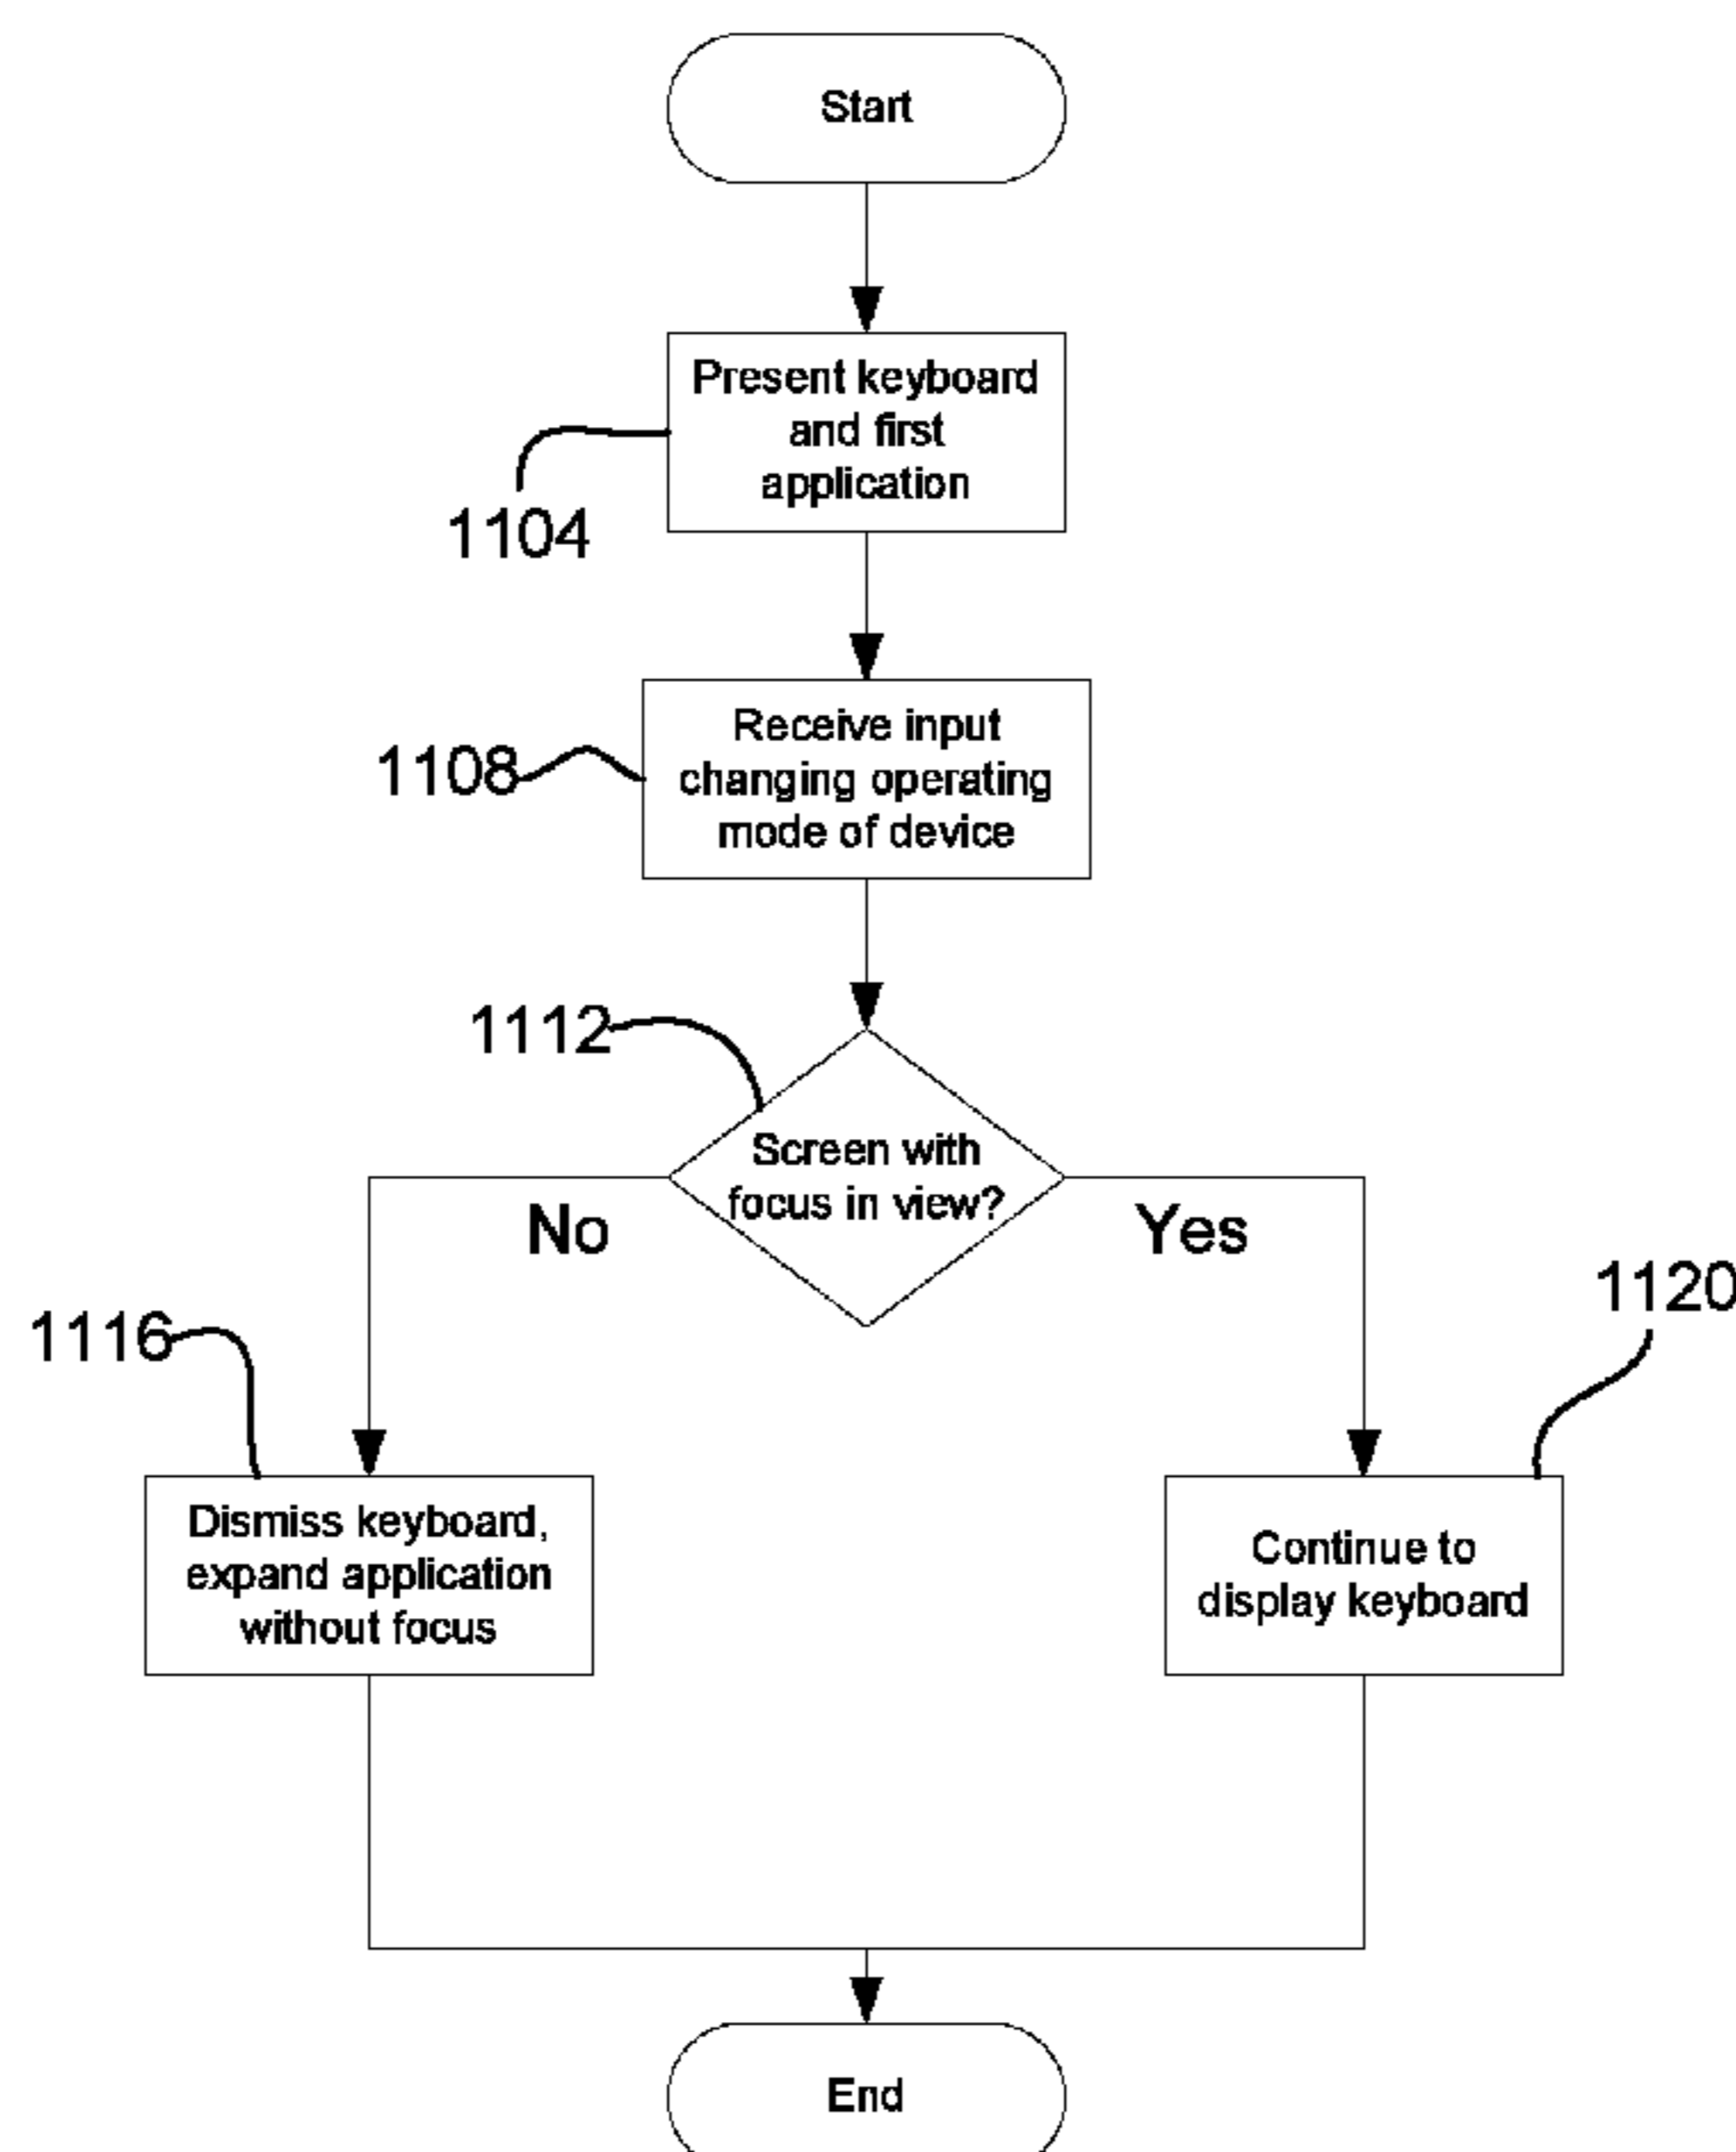 Start
Present keyboard
and first
application
1104
Receive input
changing operating
mode of device
1108
1112
Screen with
focus in view?
No
Yes
1120
1116
Dismiss keyboard,
expand application
without focus
Continue to
display keyboard
End